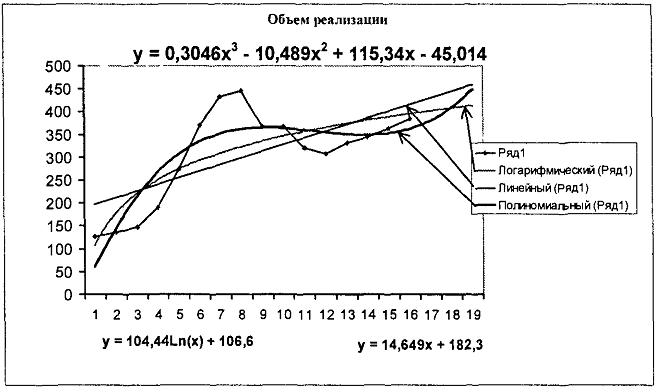 Объем реализации
y = 0,3046x³ - 10,489x² + 115,34x - 45,014
500
450
400
350
300
250
200
150
100
50
0
1 2 3 4 5 6 7 8 9 10 11 12 13 14 15 16 17 18 19
Ряд1
Логарифмический (Ряд1)
Линейный (Ряд1)
Полиномиальный (Ряд1)
y = 104,44Ln(x) + 106,6
y = 14,649x + 182,3